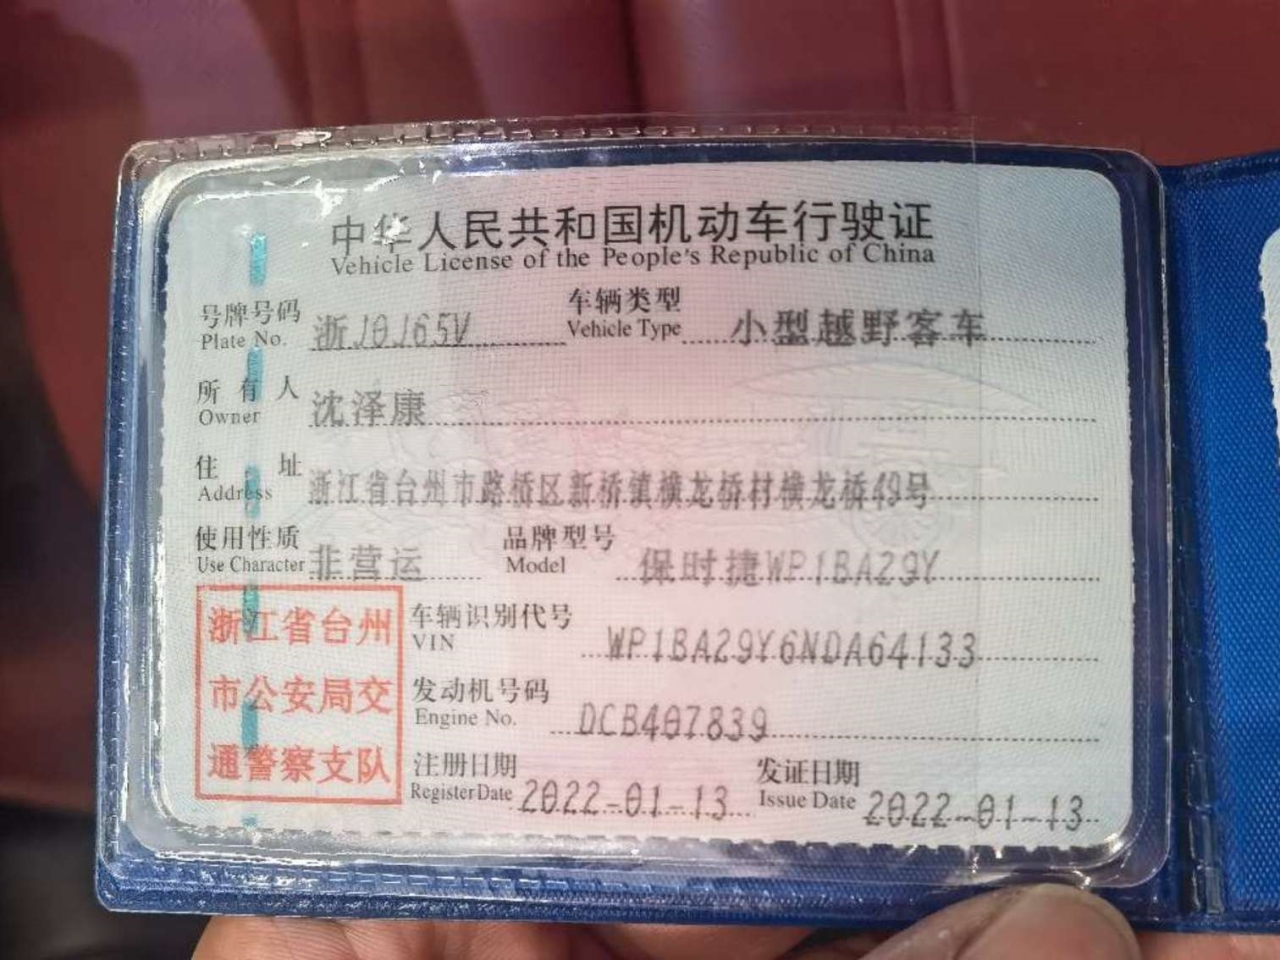 中华人民共和国机动车行驶证
Vehicle License of the People's Republic of China
号牌号码 浙J0J65V 车辆类型 小型越野客车
Plate No. Vehicle Type
所有人 沈泽康
Owner
住址 浙江省台州市路桥区新桥镇横龙桥村横龙桥49号
Address
使用性质 非营运 品牌型号 保时捷WP1BA29Y
Use Character Model
浙江省台州 车辆识别代号 WP1BA29Y6NDA64133
VIN
市公安局交 发动机号码 DCB407839
Engine No.
通警察支队 注册日期 2022-01-13 发证日期 2022-01-13
Register Date Issue Date